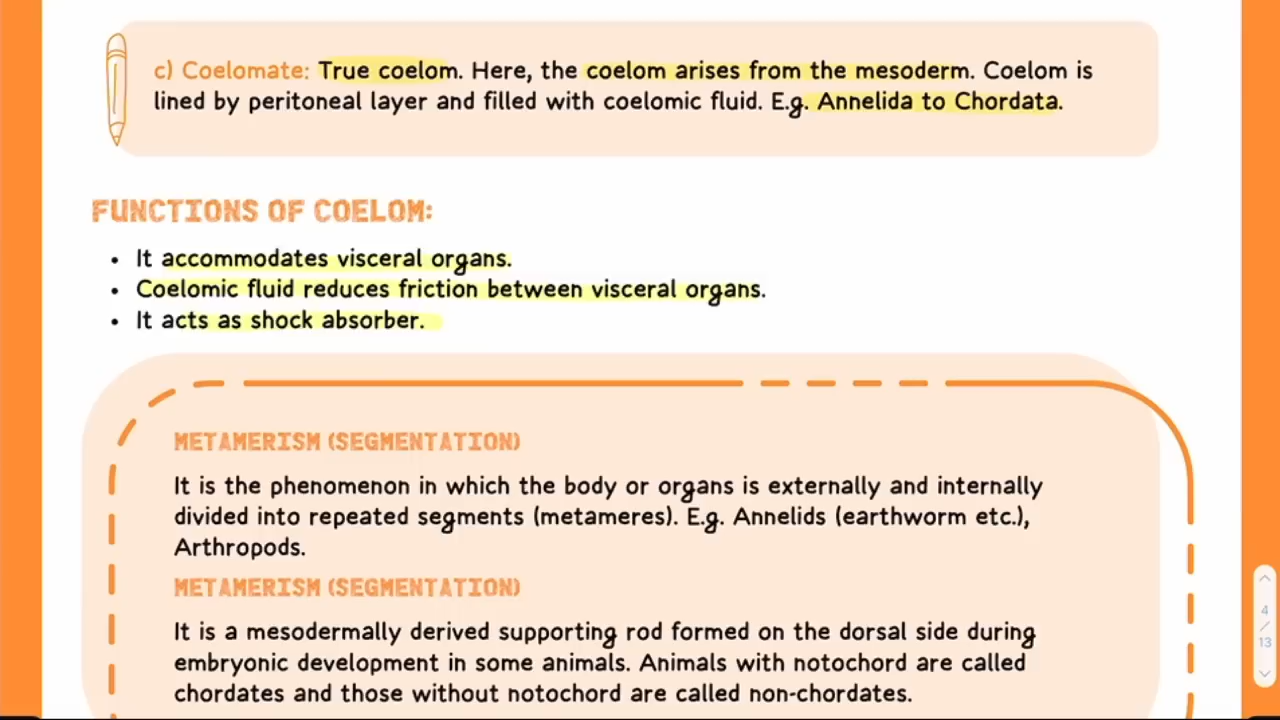 c) Coelomate: True coelom. Here, the coelom arises from the mesoderm. Coelom is
lined by peritoneal layer and filled with coelomic fluid. E.g. Annelida to Chordata.
FUNCTIONS OF COELOM:
• It accommodates visceral organs.
• Coelomic fluid reduces friction between visceral organs.
• It acts as shock absorber.
METAMERISM (SEGMENTATION)
It is the phenomenon in which the body or organs is externally and internally
divided into repeated segments (metameres). E.g. Annelids (earthworm etc.),
Arthropods.
METAMERISM (SEGMENTATION)
It is a mesodermally derived supporting rod formed on the dorsal side during
embryonic development in some animals. Animals with notochord are called
chordates and those without notochord are called non-chordates.
4
/
13